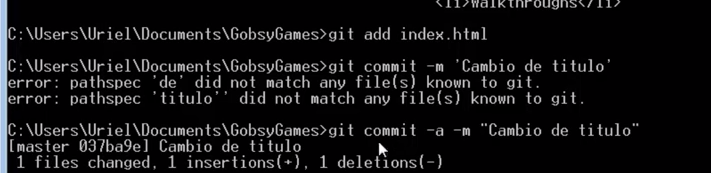 <li>Walkthroughs</li>
C:\Users\Uriel\Documents\GobsyGames>git add index.html
C:\Users\Uriel\Documents\GobsyGames>git commit -m 'Cambio de titulo'
error: pathspec 'de' did not match any file(s) known to git.
error: pathspec 'titulo'' did not match any file(s) known to git.
C:\Users\Uriel\Documents\GobsyGames>git commit -a -m "Cambio de titulo"
[master 037ba9e] Cambio de titulo
1 files changed, 1 insertions(+), 1 deletions(-)